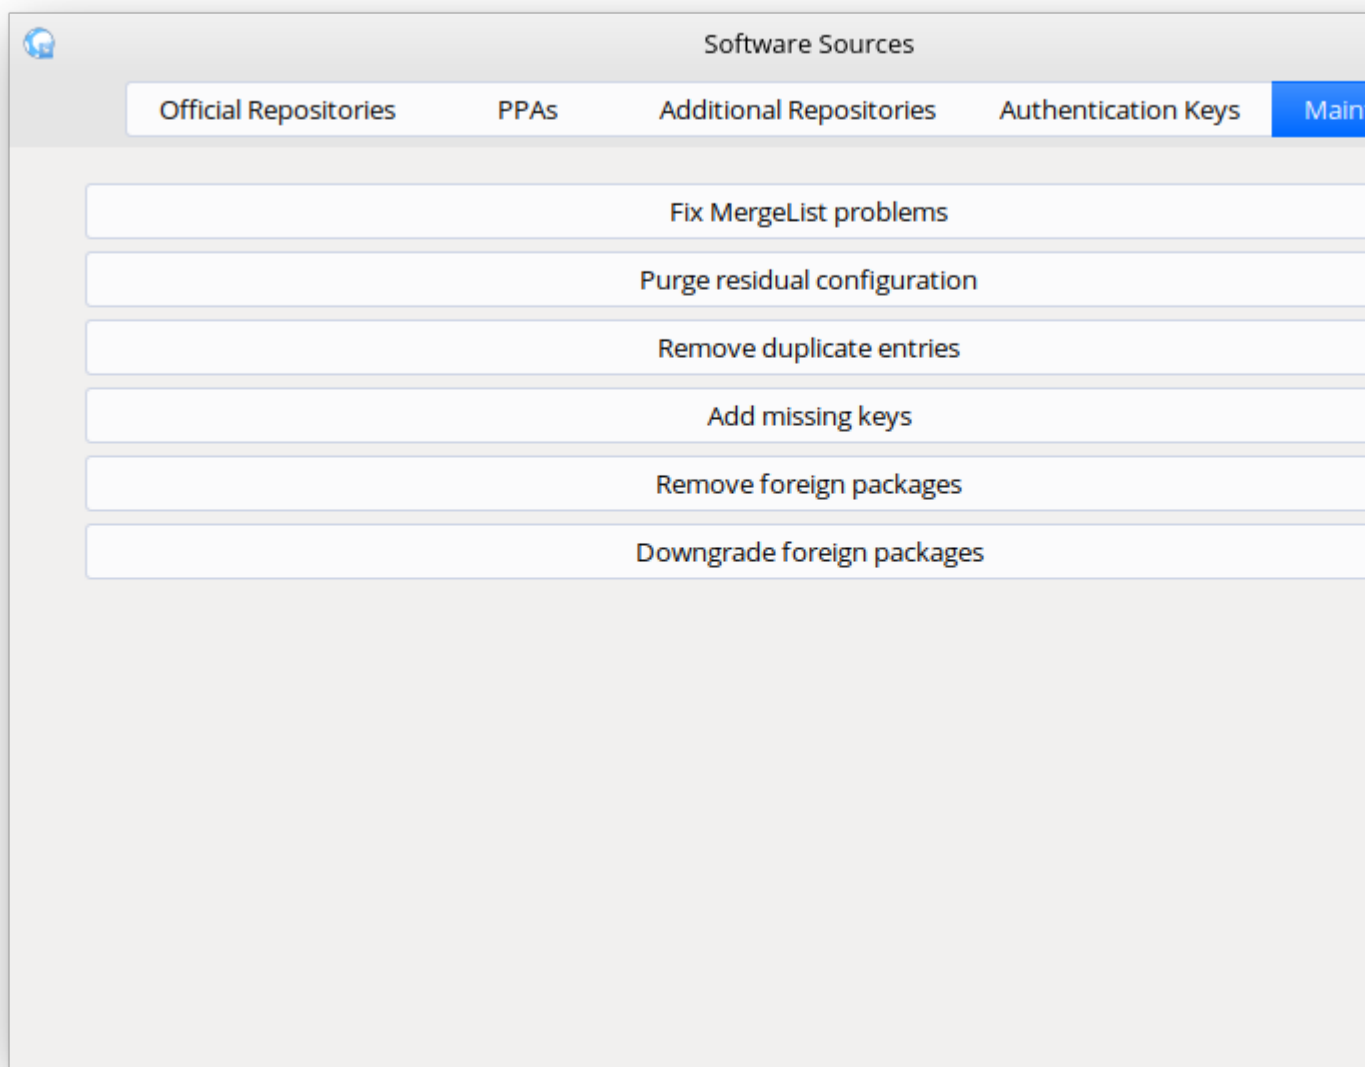 Software Sources
Official Repositories PPAs Additional Repositories Authentication Keys Main
Fix MergeList problems
Purge residual configuration
Remove duplicate entries
Add missing keys
Remove foreign packages
Downgrade foreign packages